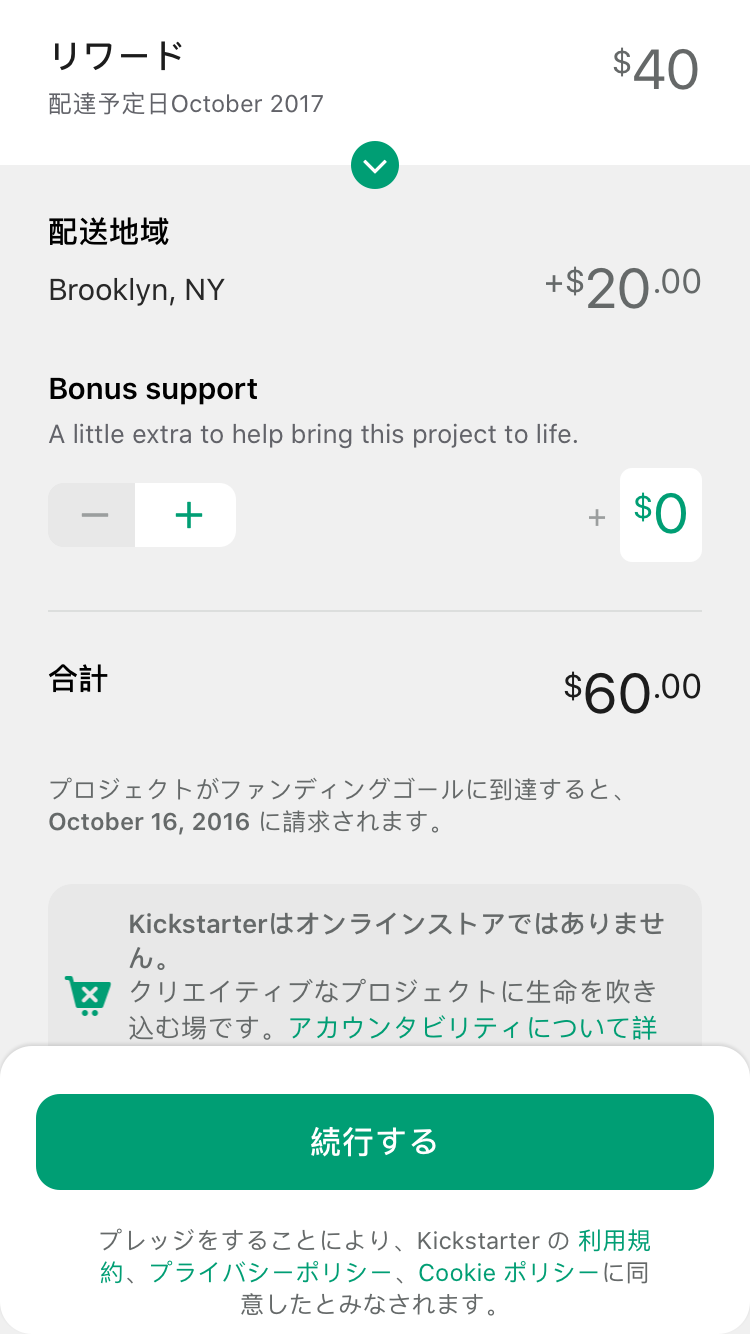 リワード
$40
配達予定日October 2017
配送地域
Brooklyn, NY
+$20.00
Bonus support
A little extra to help bring this project to life.
− +
+ $0
合計
$60.00
プロジェクトがファンディングゴールに到達すると、
October 16, 2016 に請求されます。
Kickstarterはオンラインストアではありませ
ん。
クリエイティブなプロジェクトに生命を吹き
込む場です。アカウンタビリティについて詳
続行する
プレッジをすることにより、Kickstarter の 利用規
約、プライバシーポリシー、Cookie ポリシーに同
意したとみなされます。